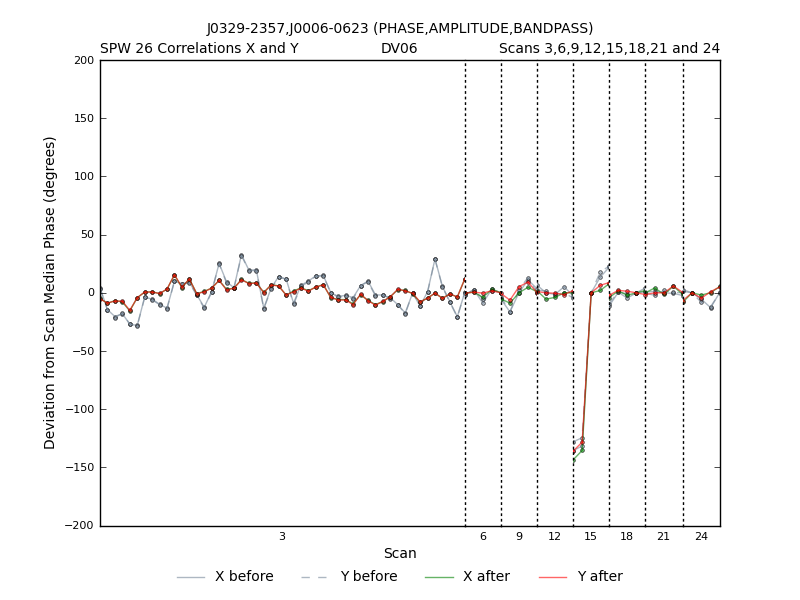 J0329-2357,J0006-0623 (PHASE,AMPLITUDE,BANDPASS)
SPW 26 Correlations X and Y DV06 Scans 3,6,9,12,15,18,21 and 24
200
150
100
50
0
−50
−100
−150
−200
Deviation from Scan Median Phase (degrees)
3 6 9 12 15 18 21 24
Scan
X before Y before X after Y after